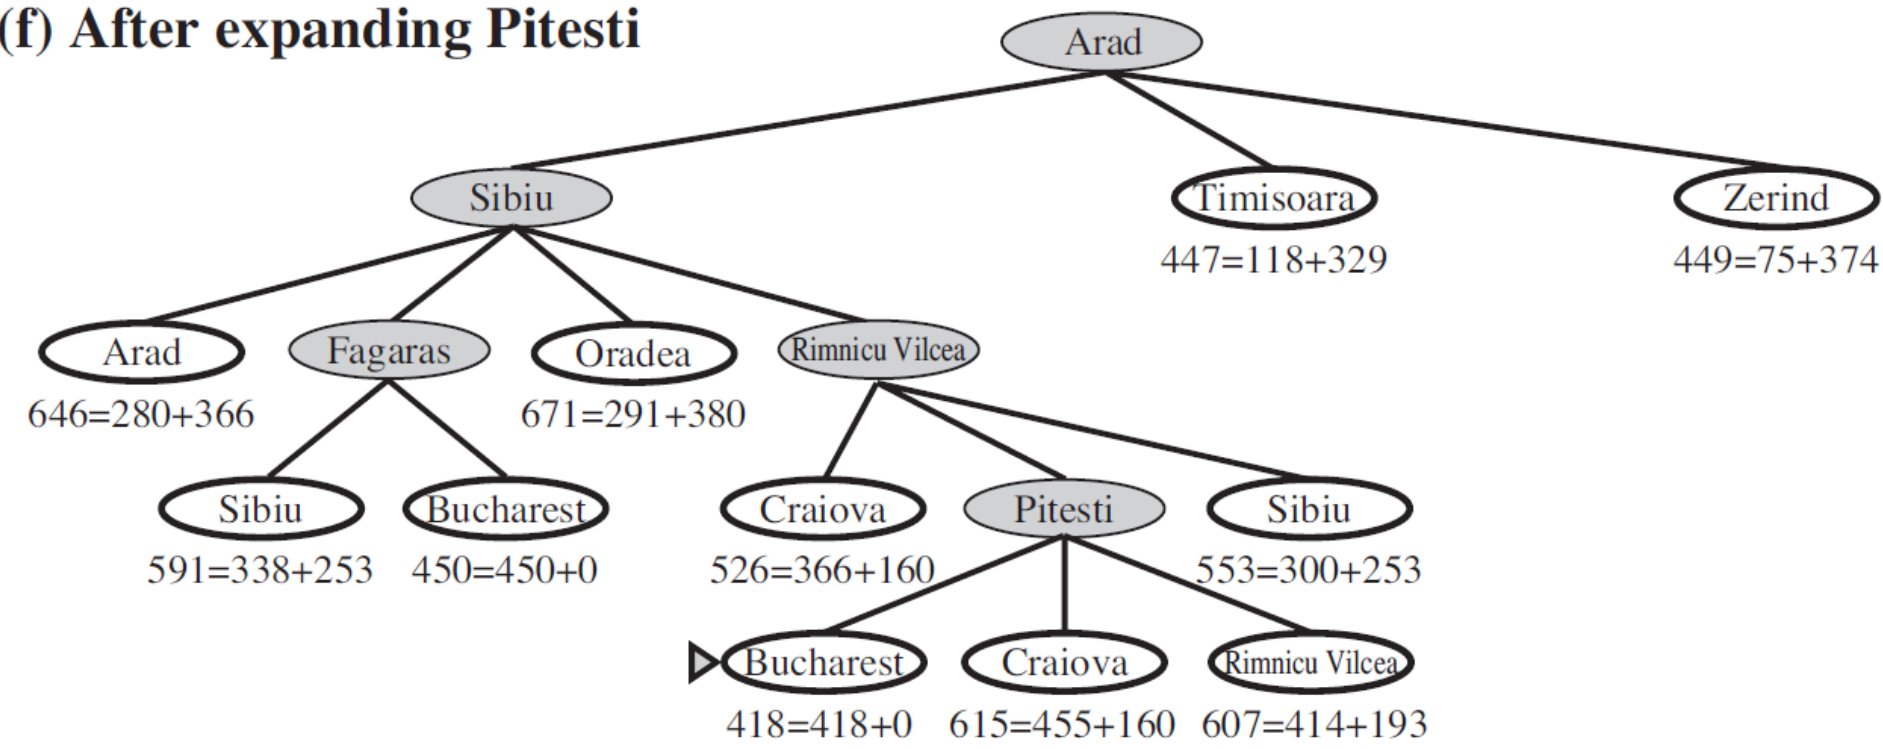 (f) After expanding Pitesti
Arad
Sibiu
Timisoara
Zerind
447=118+329
449=75+374
Arad
Fagaras
Oradea
Rimnicu Vilcea
646=280+366
671=291+380
Sibiu
Bucharest
Craiova
Pitesti
Sibiu
591=338+253
450=450+0
526=366+160
553=300+253
Bucharest
Craiova
Rimnicu Vilcea
418=418+0
615=455+160
607=414+193